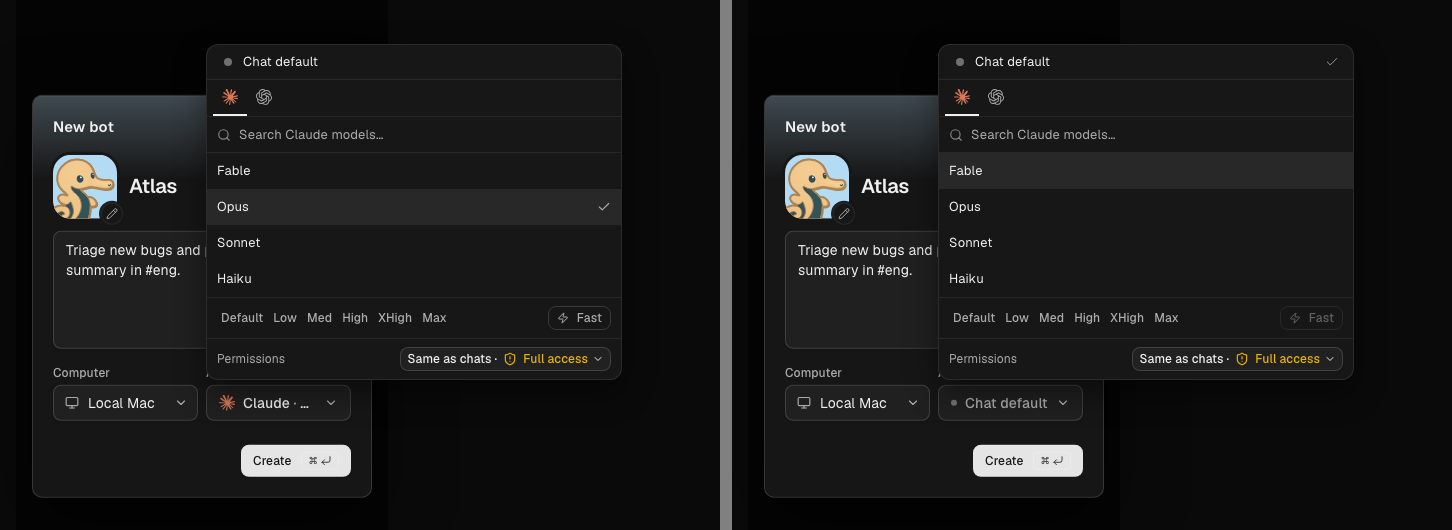 Chat default
Search Claude models…
Fable
Opus
Sonnet
Haiku
Default Low Med High XHigh Max Fast
Permissions Same as chats · Full access
New bot
Atlas
Triage new bugs and
summary in #eng.
Computer
Local Mac Claude · …
Create ⌘
Chat default
Search Claude models…
Fable
Opus
Sonnet
Haiku
Default Low Med High XHigh Max Fast
Permissions Same as chats · Full access
New bot
Atlas
Triage new bugs and
summary in #eng.
Computer
Local Mac Chat default
Create ⌘